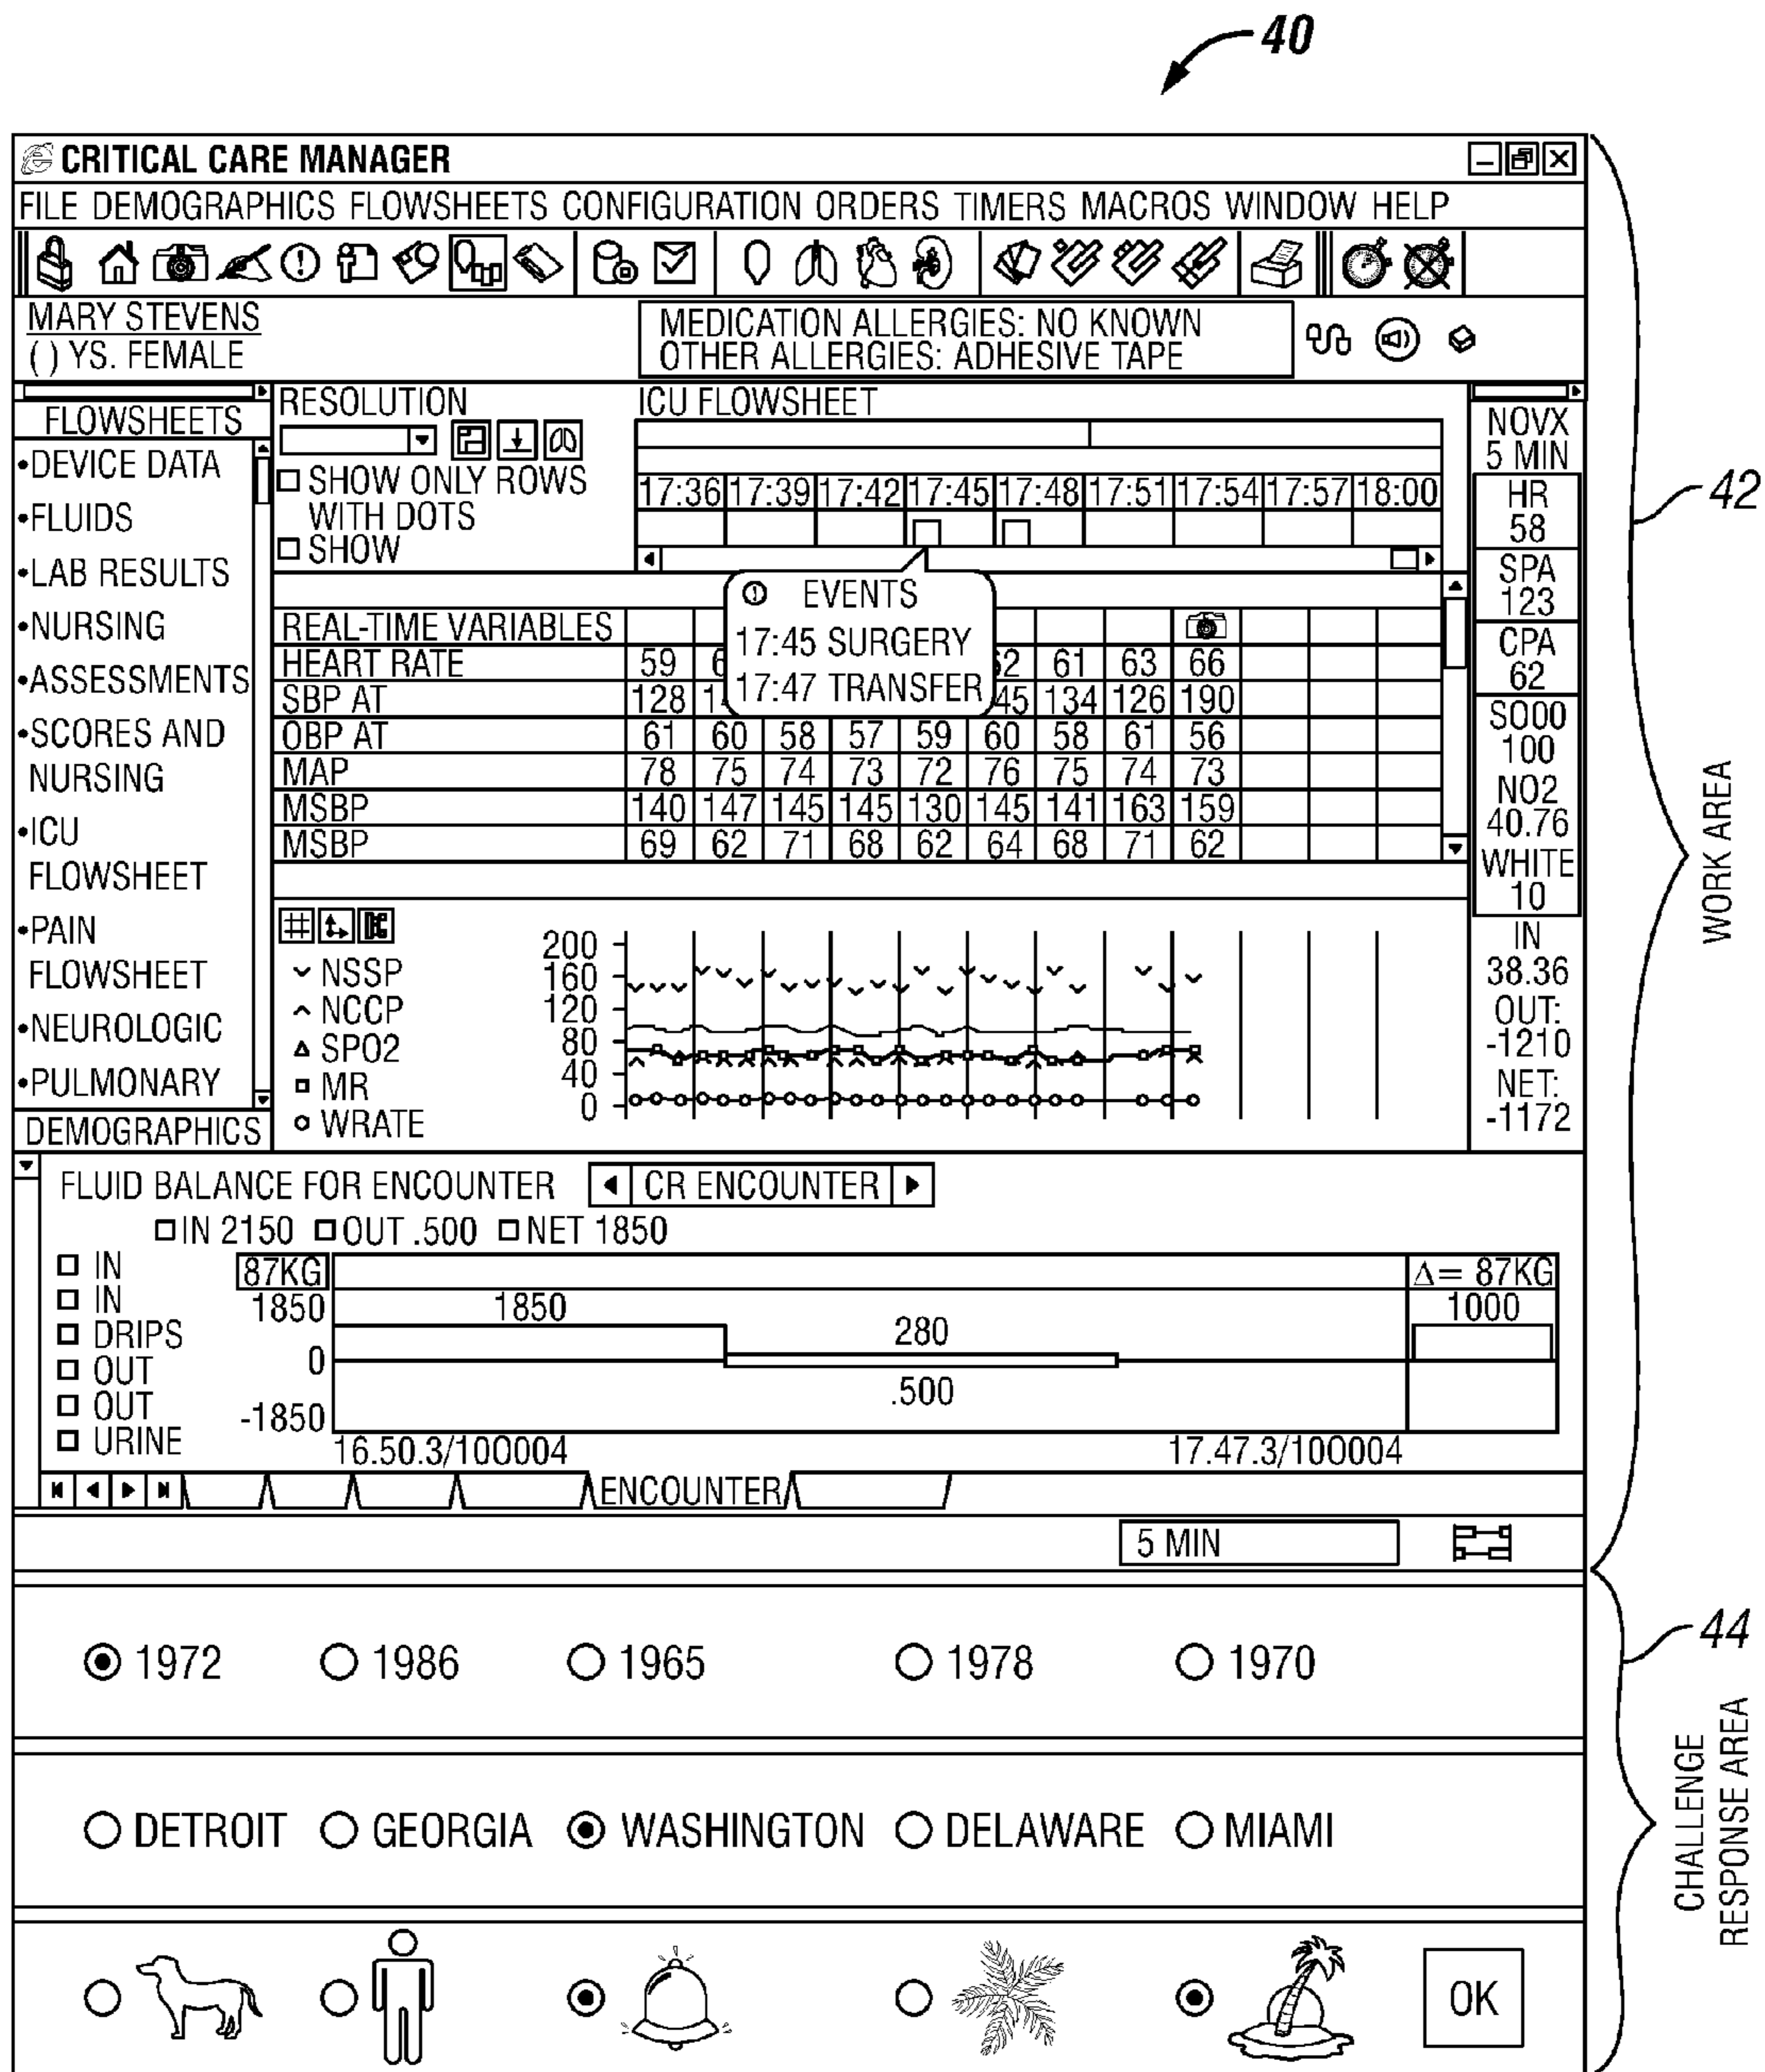 40
CRITICAL CARE MANAGER
FILE DEMOGRAPHICS FLOWSHEETS CONFIGURATION ORDERS TIMERS MACROS WINDOW HELP
MARY STEVENS
( ) YS. FEMALE
MEDICATION ALLERGIES: NO KNOWN
OTHER ALLERGIES: ADHESIVE TAPE
FLOWSHEETS
•DEVICE DATA
•FLUIDS
•LAB RESULTS
•NURSING
•ASSESSMENTS
•SCORES AND
NURSING
•ICU
FLOWSHEET
•PAIN
FLOWSHEET
•NEUROLOGIC
•PULMONARY
DEMOGRAPHICS
RESOLUTION
SHOW ONLY ROWS
WITH DOTS
SHOW
ICU FLOWSHEET
17:36 17:39 17:42 17:45 17:48 17:51 17:54 17:57 18:00
EVENTS
17:45 SURGERY
17:47 TRANSFER
REAL-TIME VARIABLES
HEART RATE 59 6 62 61 63 66
SBP AT 128 1 45 134 126 190
OBP AT 61 60 58 57 59 60 58 61 56
MAP 78 75 74 73 72 76 75 74 73
MSBP 140 147 145 145 130 145 141 163 159
MSBP 69 62 71 68 62 64 68 71 62
NSSP
NCCP
SPO2
MR
WRATE
200
160
120
80
40
0
NOVX
5 MIN
HR
58
SPA
123
CPA
62
SO00
100
NO2
40.76
WHITE
10
IN
38.36
OUT:
-1210
NET:
-1172
42
WORK AREA
FLUID BALANCE FOR ENCOUNTER CR ENCOUNTER
IN 2150 OUT .500 NET 1850
IN
IN
DRIPS
OUT
OUT
URINE
87KG
1850
0
-1850
1850
280
.500
Δ= 87KG
1000
16.50.3/100004 17.47.3/100004
ENCOUNTER
5 MIN
1972 1986 1965 1978 1970
DETROIT GEORGIA WASHINGTON DELAWARE MIAMI
OK
44
CHALLENGE
RESPONSE AREA